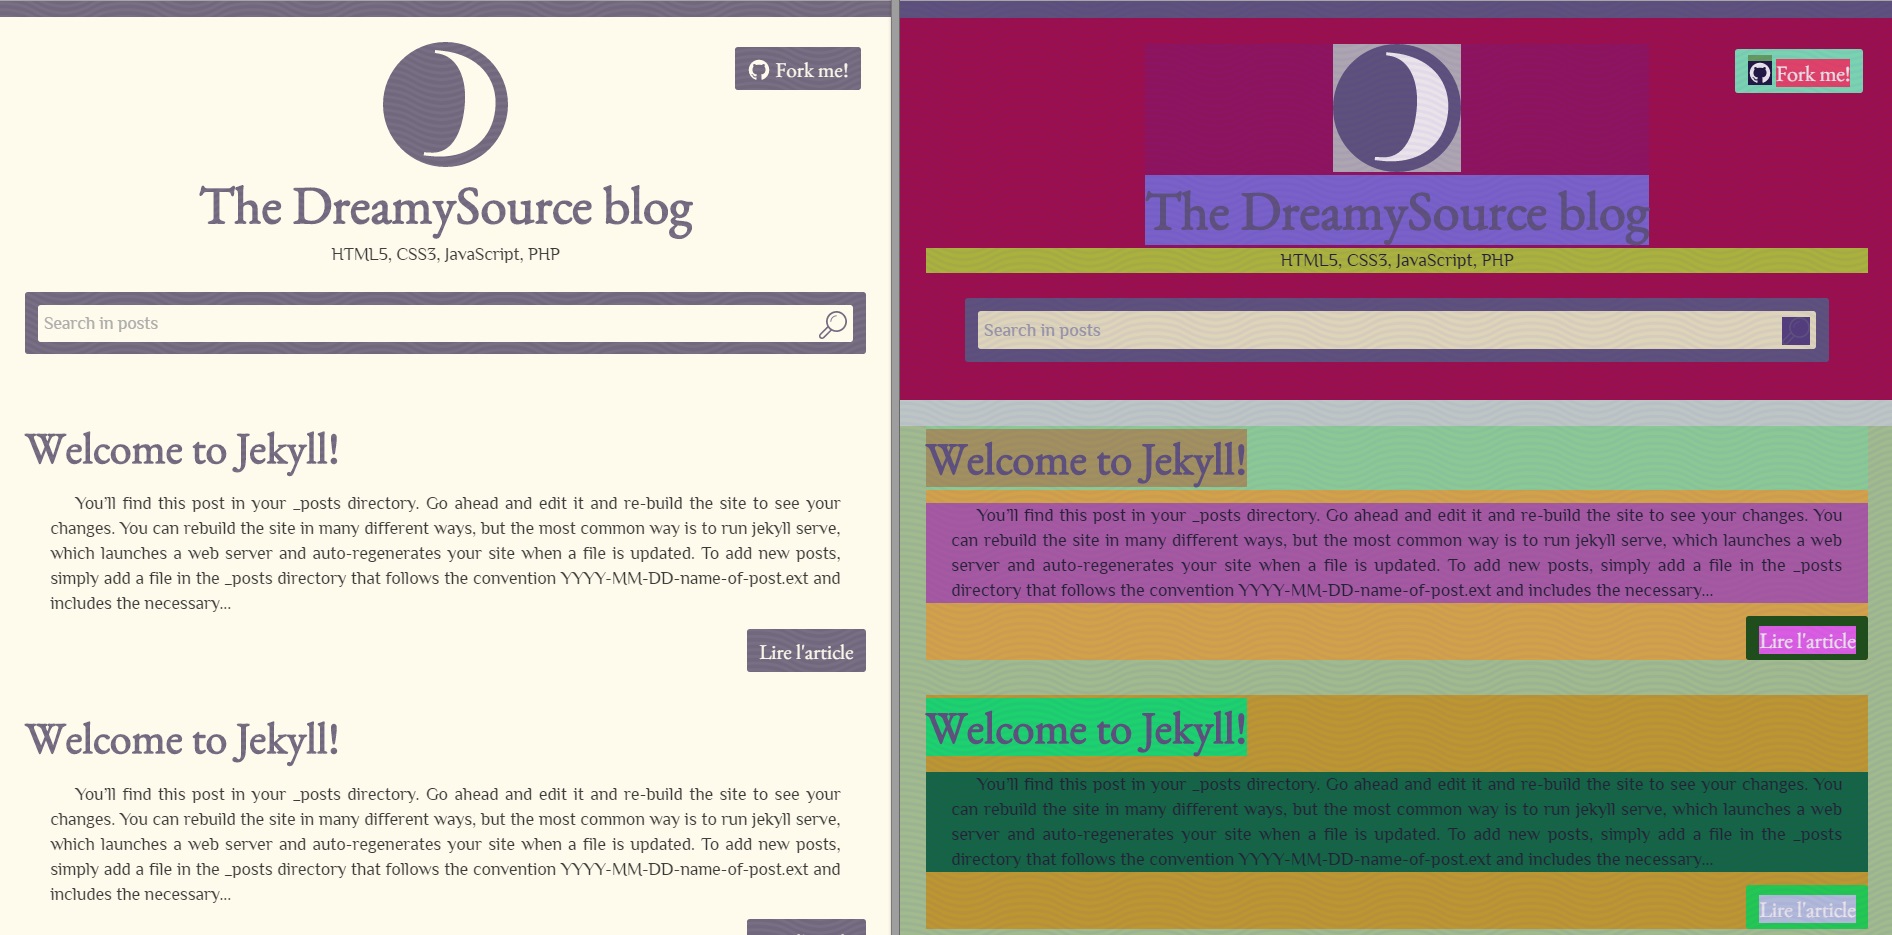 Fork me!
The DreamySource blog
HTML5, CSS3, JavaScript, PHP
Search in posts
Welcome to Jekyll!
You'll find this post in your _posts directory. Go ahead and edit it and re-build the site to see your
changes. You can rebuild the site in many different ways, but the most common way is to run jekyll serve,
which launches a web server and auto-regenerates your site when a file is updated. To add new posts,
simply add a file in the _posts directory that follows the convention YYYY-MM-DD-name-of-post.ext and
includes the necessary...
Lire l'article
Welcome to Jekyll!
You'll find this post in your _posts directory. Go ahead and edit it and re-build the site to see your
changes. You can rebuild the site in many different ways, but the most common way is to run jekyll serve,
which launches a web server and auto-regenerates your site when a file is updated. To add new posts,
simply add a file in the _posts directory that follows the convention YYYY-MM-DD-name-of-post.ext and
includes the necessary...
Fork me!
The DreamySource blog
HTML5, CSS3, JavaScript, PHP
Search in posts
Welcome to Jekyll!
You'll find this post in your _posts directory. Go ahead and edit it and re-build the site to see your changes. You
can rebuild the site in many different ways, but the most common way is to run jekyll serve, which launches a web
server and auto-regenerates your site when a file is updated. To add new posts, simply add a file in the _posts
directory that follows the convention YYYY-MM-DD-name-of-post.ext and includes the necessary...
Lire l'article
Welcome to Jekyll!
You'll find this post in your _posts directory. Go ahead and edit it and re-build the site to see your changes. You
can rebuild the site in many different ways, but the most common way is to run jekyll serve, which launches a web
server and auto-regenerates your site when a file is updated. To add new posts, simply add a file in the _posts
directory that follows the convention YYYY-MM-DD-name-of-post.ext and includes the necessary...
Lire l'article